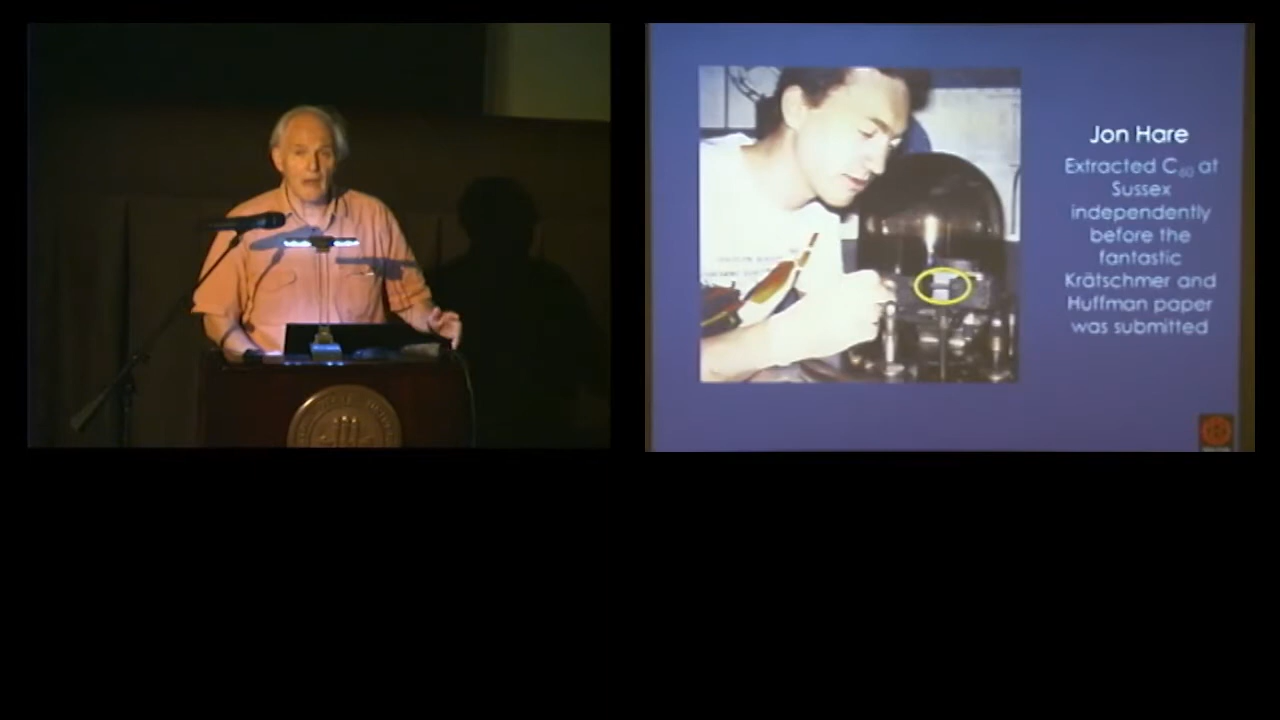 Jon Hare
Extracted C₆₀ at
Sussex
independently
before the
fantastic
Krätschmer and
Huffman paper
was submitted